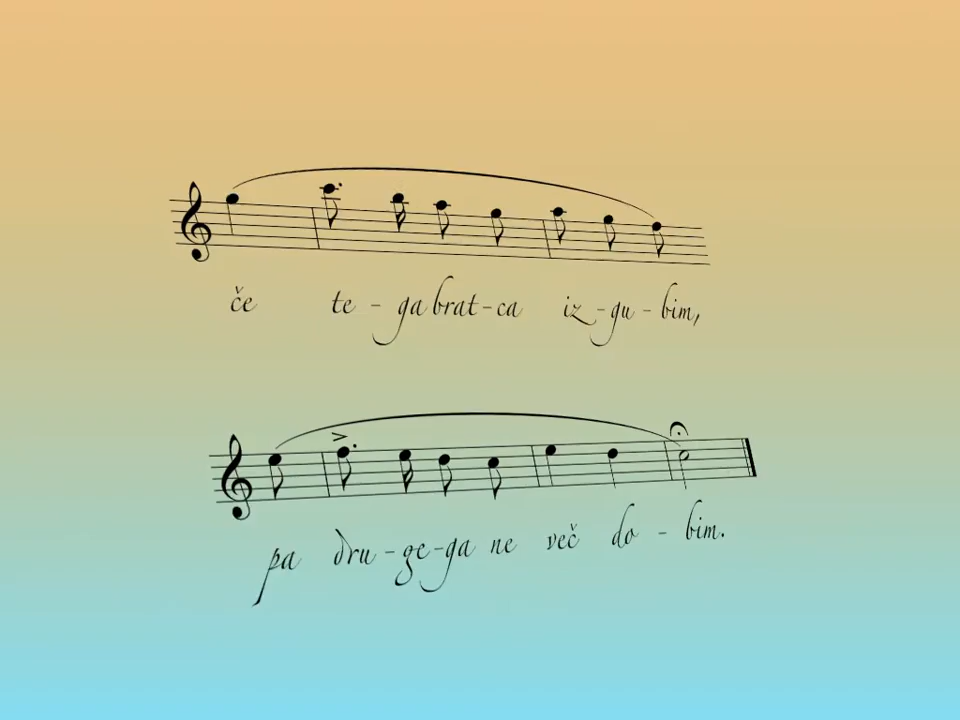 če te - ga brat - ca iz - gu - bim,
pa dru - ge - ga ne več do - bim.